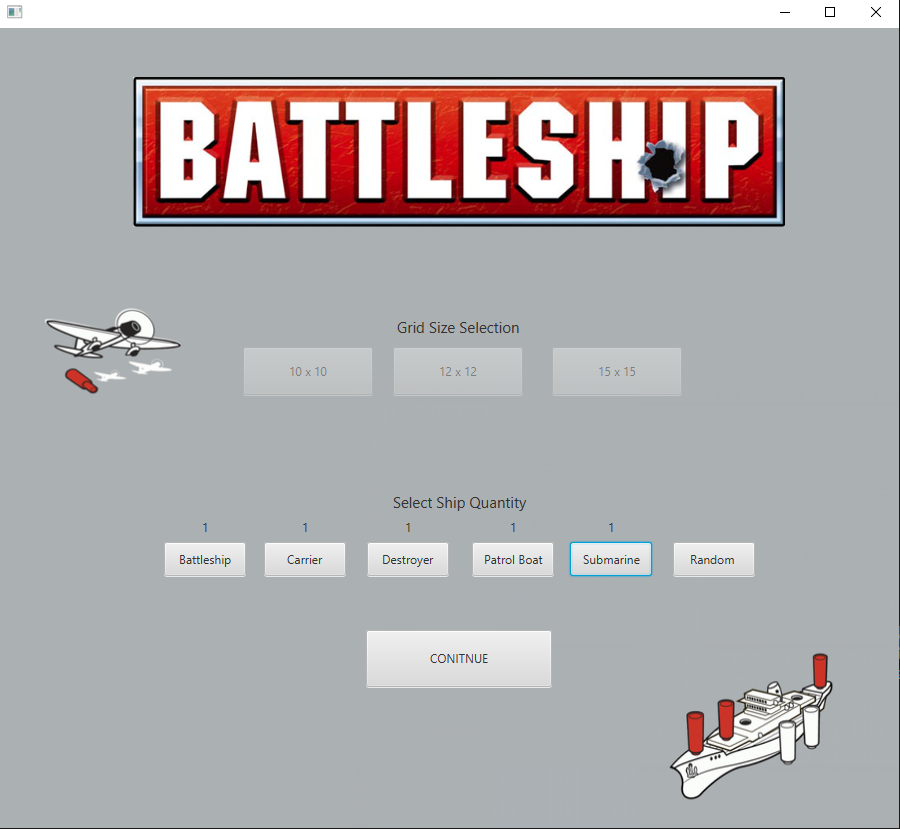 BATTLESHIP
Grid Size Selection
10 x 10 12 x 12 15 x 15
Select Ship Quantity
1 1 1 1 1
Battleship Carrier Destroyer Patrol Boat Submarine Random
CONITNUE